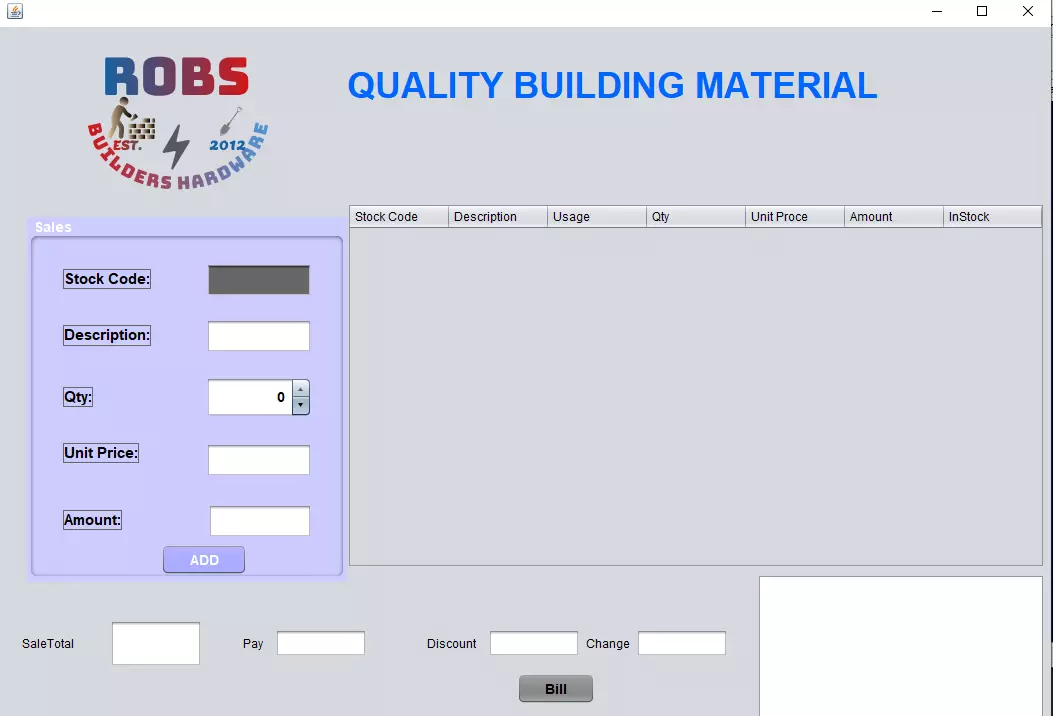 ROBS
EST. 2012
BUILDERS HARDWARE
QUALITY BUILDING MATERIAL
Stock Code Description Usage Qty Unit Proce Amount InStock
Sales
Stock Code:
Description:
Qty: 0
Unit Price:
Amount:
ADD
SaleTotal Pay Discount Change
Bill